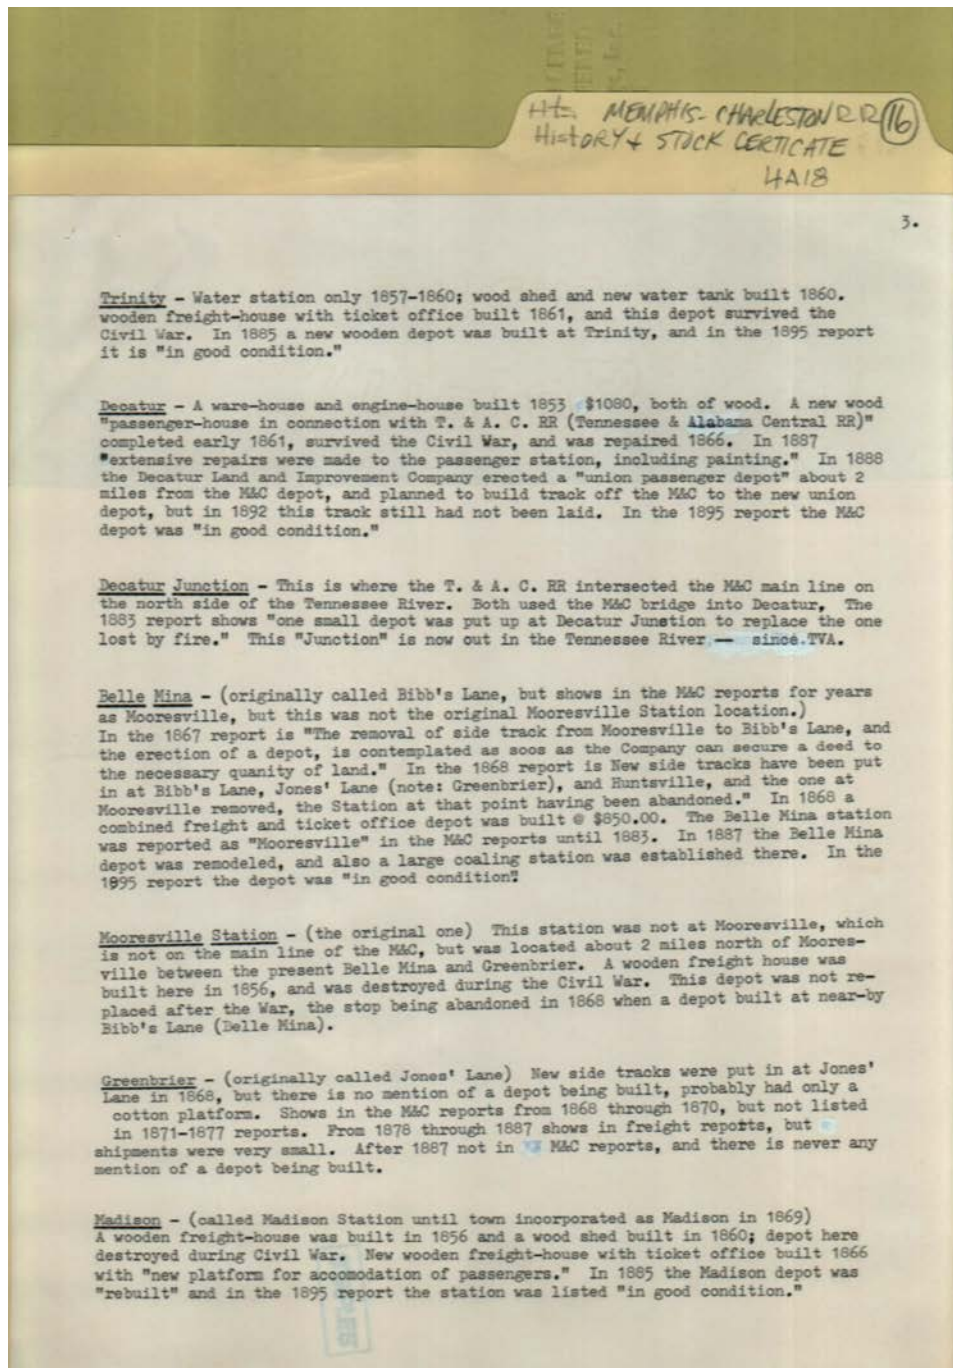 Hts. MEMPHIS-CHARLESTON RR 16
HISTORY & STOCK CERTICATE
4A18
3.
Trinity - Water station only 1857-1860; wood shed and new water tank built 1860.
wooden freight-house with ticket office built 1861, and this depot survived the
Civil War. In 1885 a new wooden depot was built at Trinity, and in the 1895 report
it is "in good condition."
Decatur - A ware-house and engine-house built 1853 $1080, both of wood. A new wood
"passenger-house in connection with T. & A. C. RR (Tennessee & Alabama Central RR)"
completed early 1861, survived the Civil War, and was repaired 1866. In 1887
"extensive repairs were made to the passenger station, including painting." In 1888
the Decatur Land and Improvement Company erected a "union passenger depot" about 2
miles from the M&C depot, and planned to build track off the M&C to the new union
depot, but in 1892 this track still had not been laid. In the 1895 report the M&C
depot was "in good condition."
Decatur Junction - This is where the T. & A. C. RR intersected the M&C main line on
the north side of the Tennessee River. Both used the M&C bridge into Decatur, The
1883 report shows "one small depot was put up at Decatur Junstion to replace the one
lost by fire." This "Junction" is now out in the Tennessee River — since.TVA.
Belle Mina - (originally called Bibb's Lane, but shows in the M&C reports for years
as Mooresville, but this was not the original Mooresville Station location.)
In the 1867 report is "The removal of side track from Mooresville to Bibb's Lane, and
the erection of a depot, is contemplated as soos as the Company can secure a deed to
the necessary quanity of land." In the 1868 report is New side tracks have been put
in at Bibb's Lane, Jones' Lane (note: Greenbrier), and Huntsville, and the one at
Mooresville removed, the Station at that point having been abandoned." In 1868 a
combined freight and ticket office depot was built @ $850.00. The Belle Mina station
was reported as "Mooresville" in the M&C reports until 1883. In 1887 the Belle Mina
depot was remodeled, and also a large coaling station was established there. In the
1895 report the depot was "in good condition".
Mooresville Station - (the original one) This station was not at Mooresville, which
is not on the main line of the M&C, but was located about 2 miles north of Moores-
ville between the present Belle Mina and Greenbrier. A wooden freight house was
built here in 1856, and was destroyed during the Civil War. This depot was not re-
placed after the War, the stop being abandoned in 1868 when a depot built at near-by
Bibb's Lane (Belle Mina).
Greenbrier - (originally called Jones' Lane) New side tracks were put in at Jones'
Lane in 1868, but there is no mention of a depot being built, probably had only a
cotton platform. Shows in the M&C reports from 1868 through 1870, but not listed
in 1871-1877 reports. From 1878 through 1887 shows in freight reports, but
shipments were very small. After 1887 not in M&C reports, and there is never any
mention of a depot being built.
Madison - (called Madison Station until town incorporated as Madison in 1869)
A wooden freight-house was built in 1856 and a wood shed built in 1860; depot here
destroyed during Civil War. New wooden freight-house with ticket office built 1866
with "new platform for accomodation of passengers." In 1885 the Madison depot was
"rebuilt" and in the 1895 report the station was listed "in good condition."